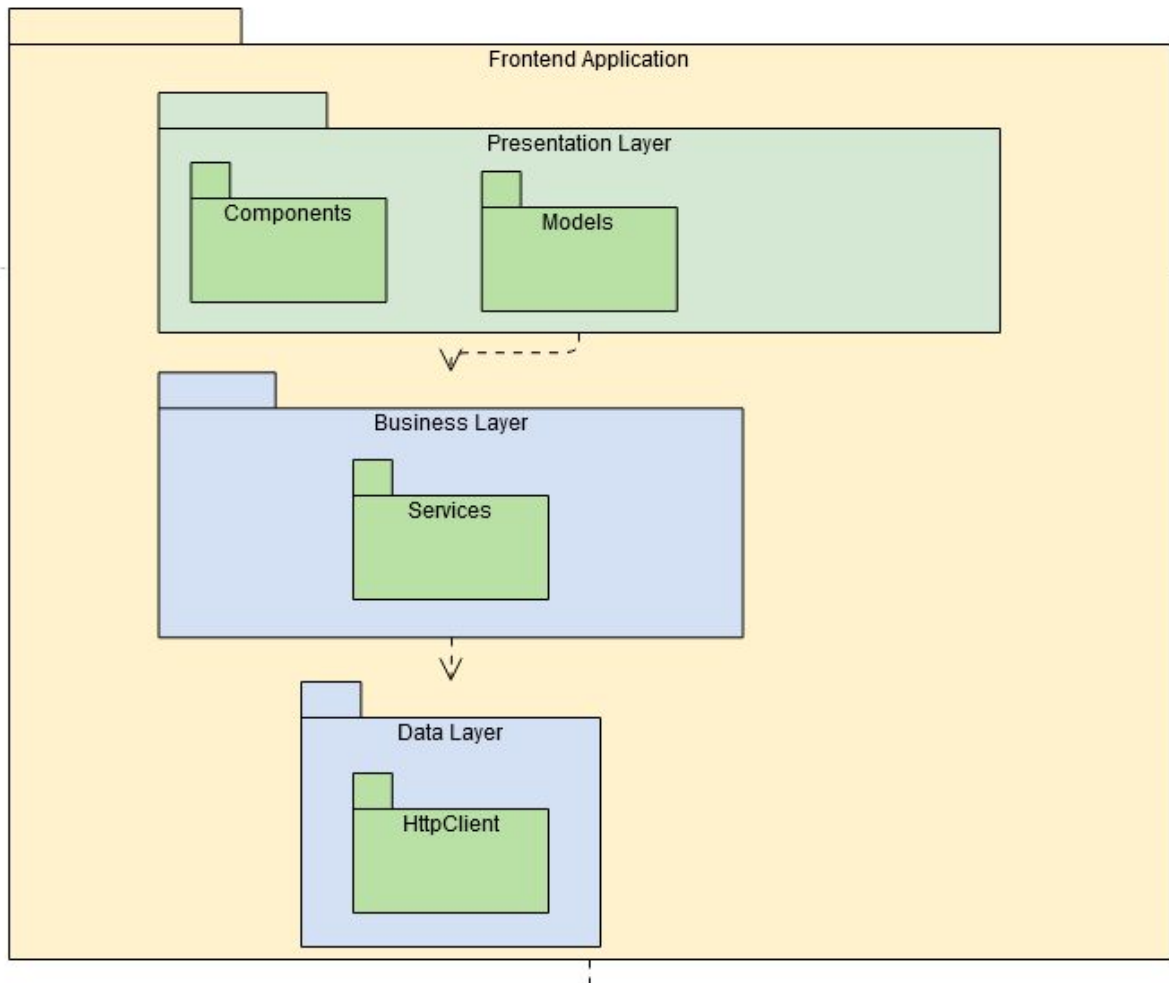 Frontend Application
Presentation Layer
Components
Models
Business Layer
Services
Data Layer
HttpClient